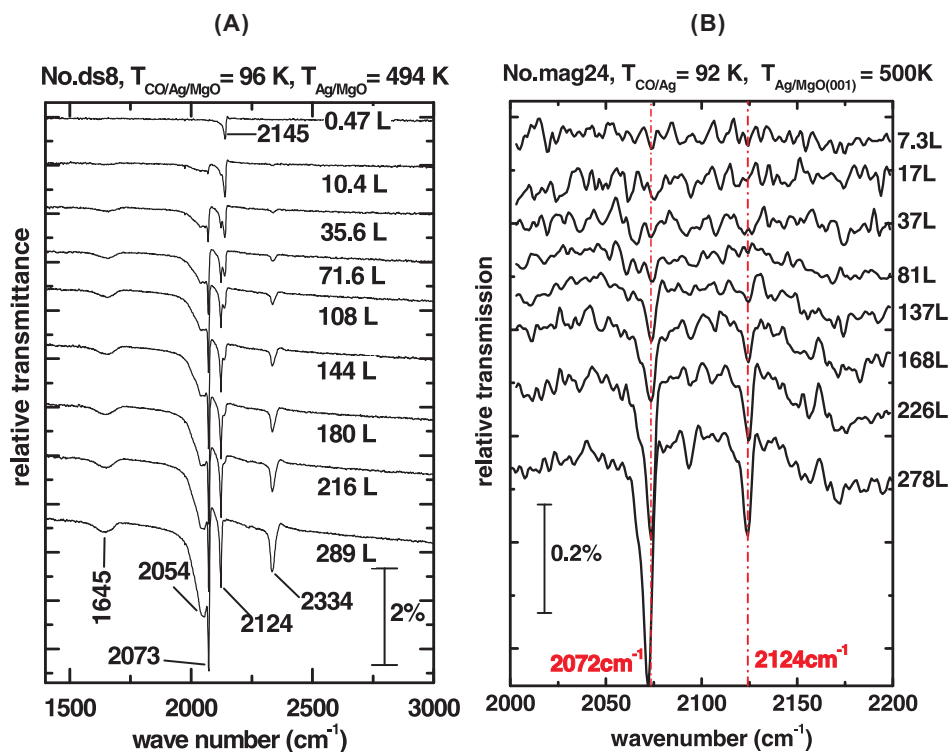 (A)
No.ds8, T_CO/Ag/MgO = 96 K, T_Ag/MgO = 494 K
0.47 L
2145
10.4 L
35.6 L
71.6 L
108 L
144 L
180 L
216 L
289 L
1645
2054
2073
2124
2334
2%
relative transmittance
1500 2000 2500 3000
wave number (cm⁻¹)
(B)
No.mag24, T_CO/Ag = 92 K, T_Ag/MgO(001) = 500K
7.3L
17L
37L
81L
137L
168L
226L
278L
0.2%
2072cm⁻¹
2124cm⁻¹
relative transmission
2000 2050 2100 2150 2200
wavenumber (cm⁻¹)